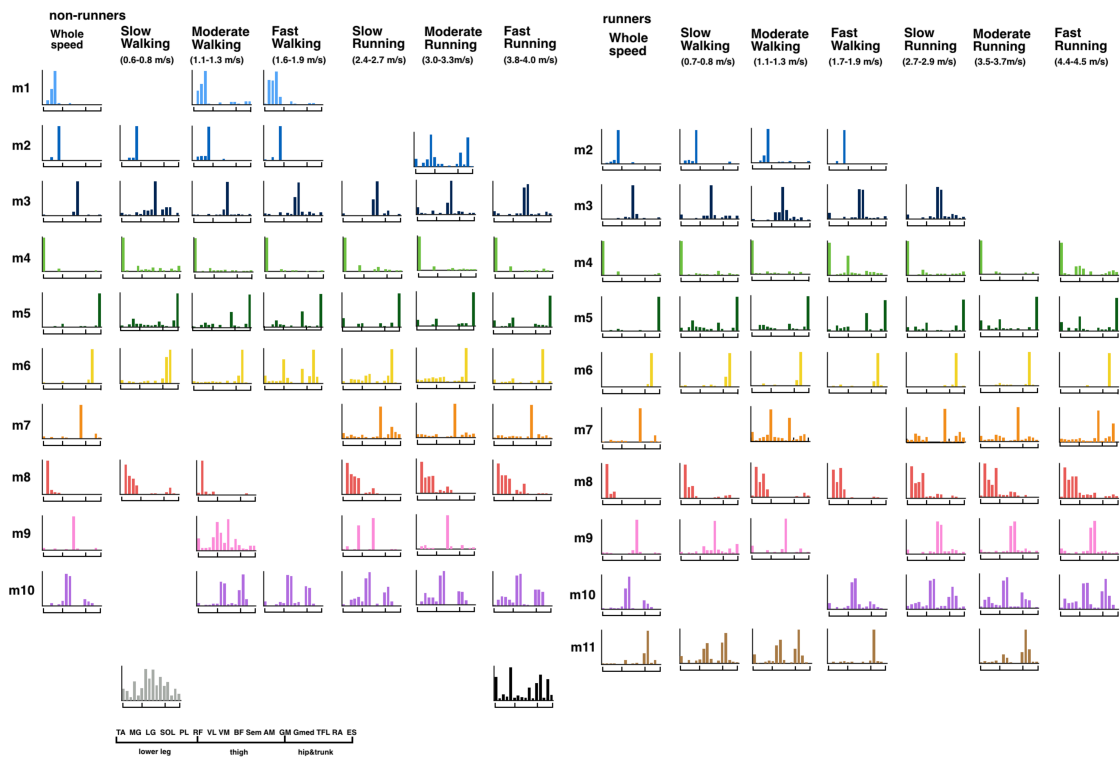 non-runners
Whole speed
Slow Walking (0.6-0.8 m/s)
Moderate Walking (1.1-1.3 m/s)
Fast Walking (1.6-1.9 m/s)
Slow Running (2.4-2.7 m/s)
Moderate Running (3.0-3.3m/s)
Fast Running (3.8-4.0 m/s)
runners
Whole speed
Slow Walking (0.7-0.8 m/s)
Moderate Walking (1.1-1.3 m/s)
Fast Walking (1.7-1.9 m/s)
Slow Running (2.7-2.9 m/s)
Moderate Running (3.5-3.7m/s)
Fast Running (4.4-4.5 m/s)
m1
m2
m3
m4
m5
m6
m7
m8
m9
m10
m2
m3
m4
m5
m6
m7
m8
m9
m10
m11
TA MG LG SOL PL RF VL VM BF Sem AM GM Gmed TFL RA ES
lower leg thigh hip&trunk